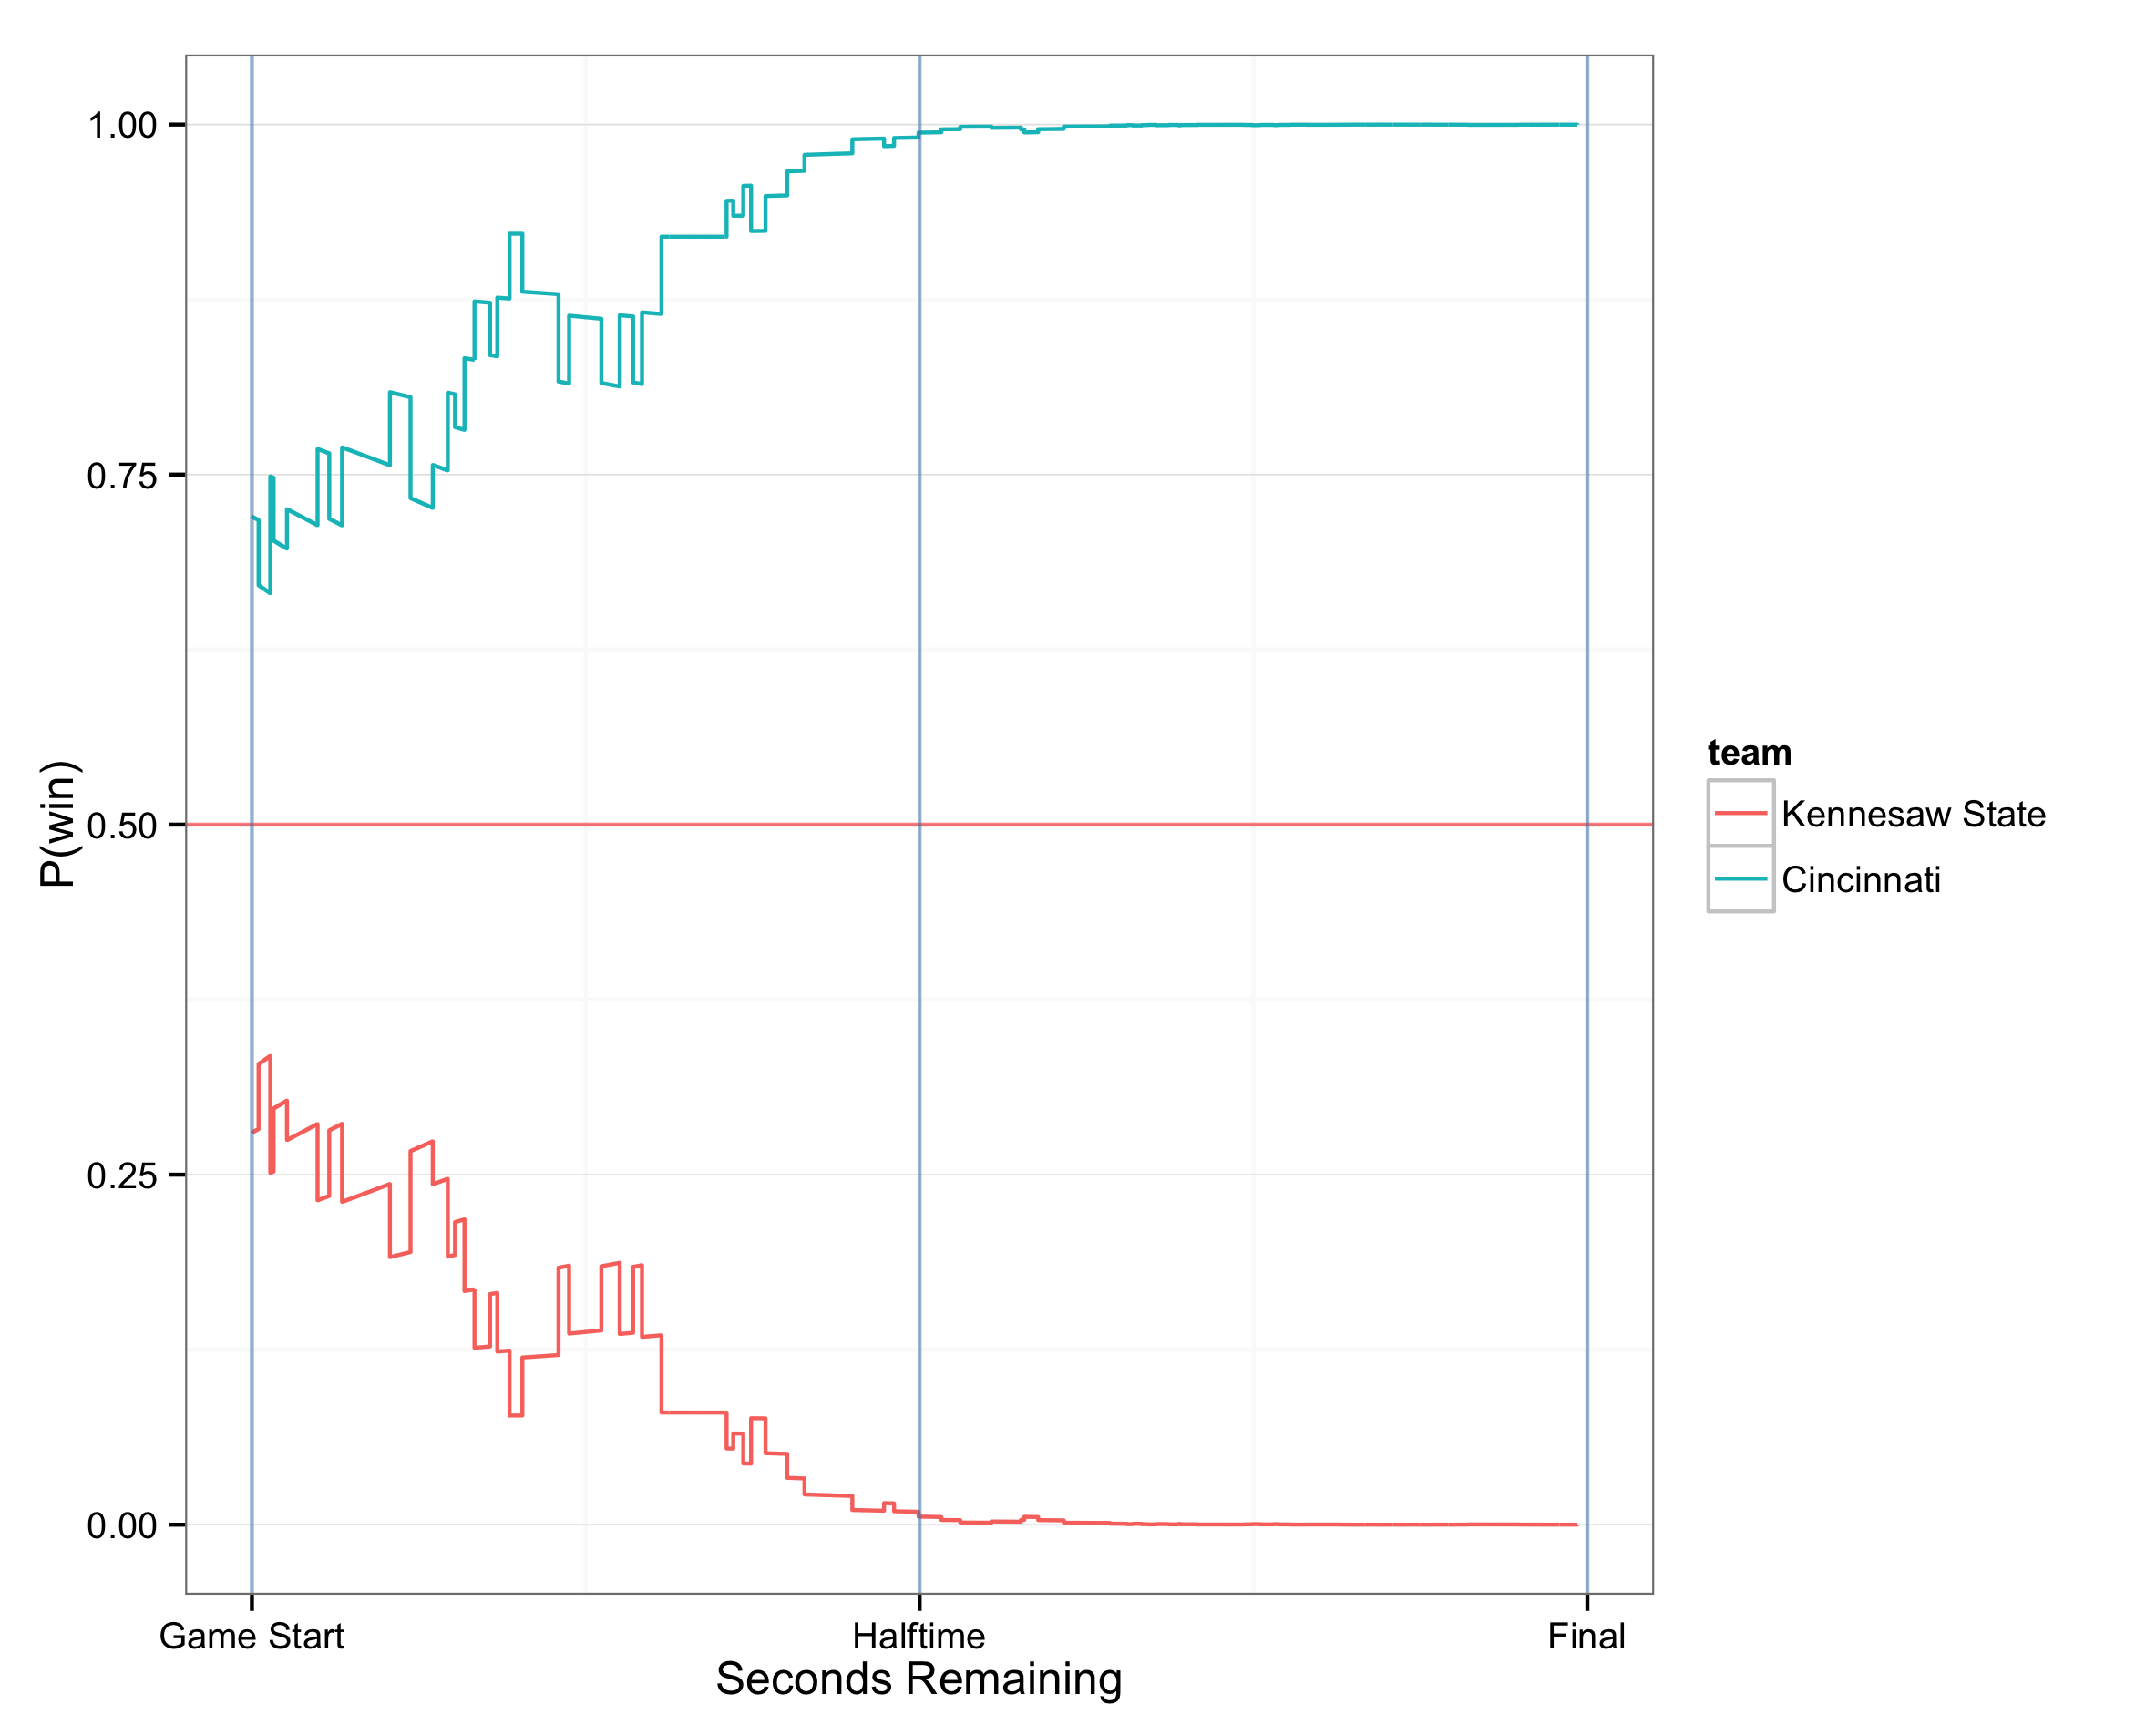 1.00
0.75
0.50
0.25
0.00
P(win)
Game Start
Halftime
Final
Seconds Remaining
team
Kennesaw State
Cincinnati